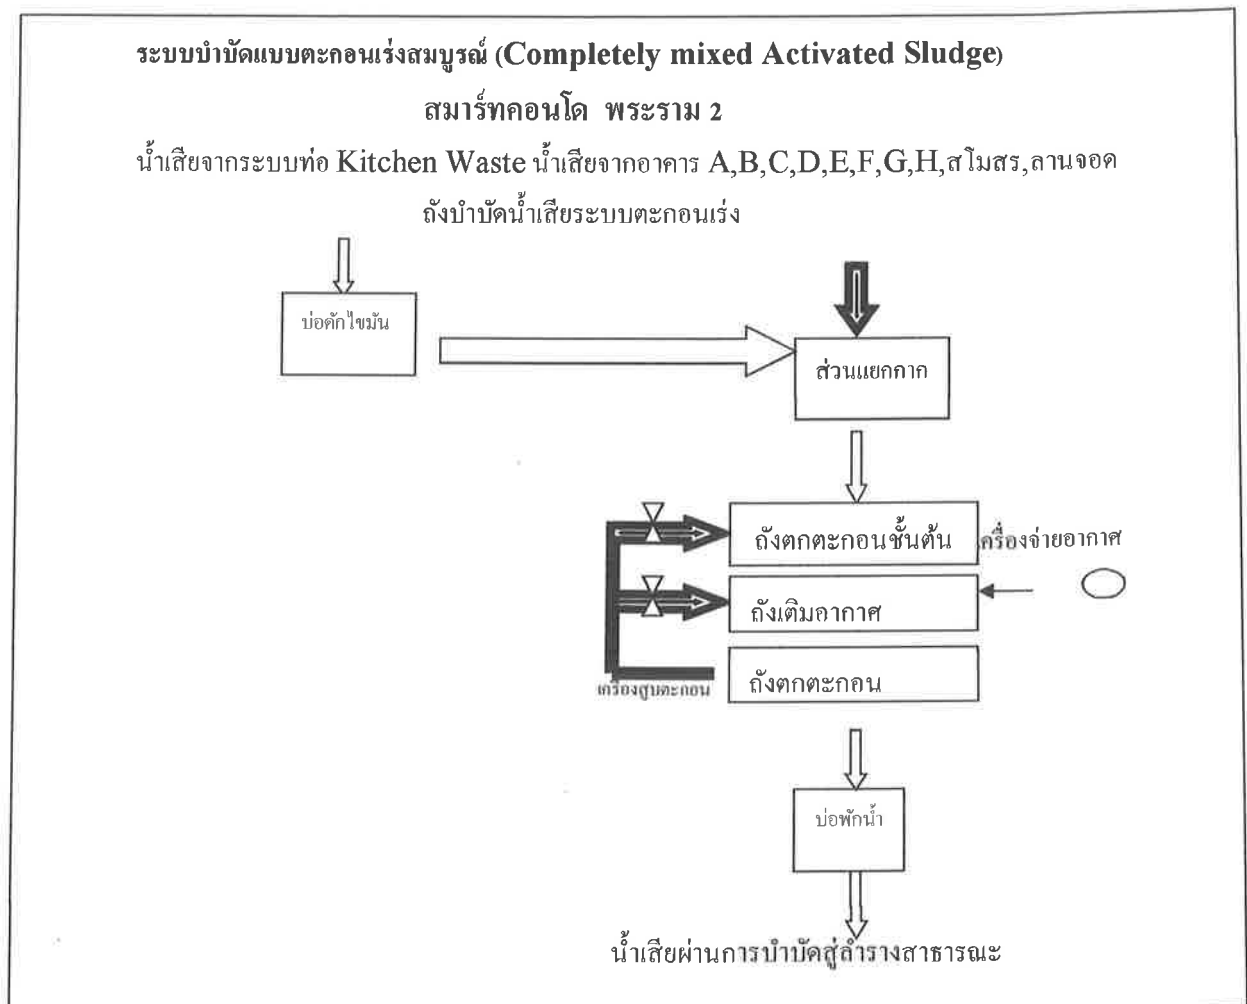 ระบบบำบัดแบบตะกอนเร่งสมบูรณ์ (Completely mixed Activated Sludge)
สมาร์ทคอนโด พระราม 2
น้ำเสียจากระบบท่อ Kitchen Waste น้ำเสียจากอาคาร A,B,C,D,E,F,G,H,สโมสร,ลานจอด
ถังบำบัดน้ำเสียระบบตะกอนเร่ง
บ่อดักไขมัน
ส่วนแยกกาก
ถังตกตะกอนชั้นต้น
เครื่องจ่ายอากาศ
ถังเติมอากาศ
ถังตกตะกอน
เครื่องสูบตะกอน
บ่อพักน้ำ
น้ำเสียผ่านการบำบัดสู่ลำรางสาธารณะ